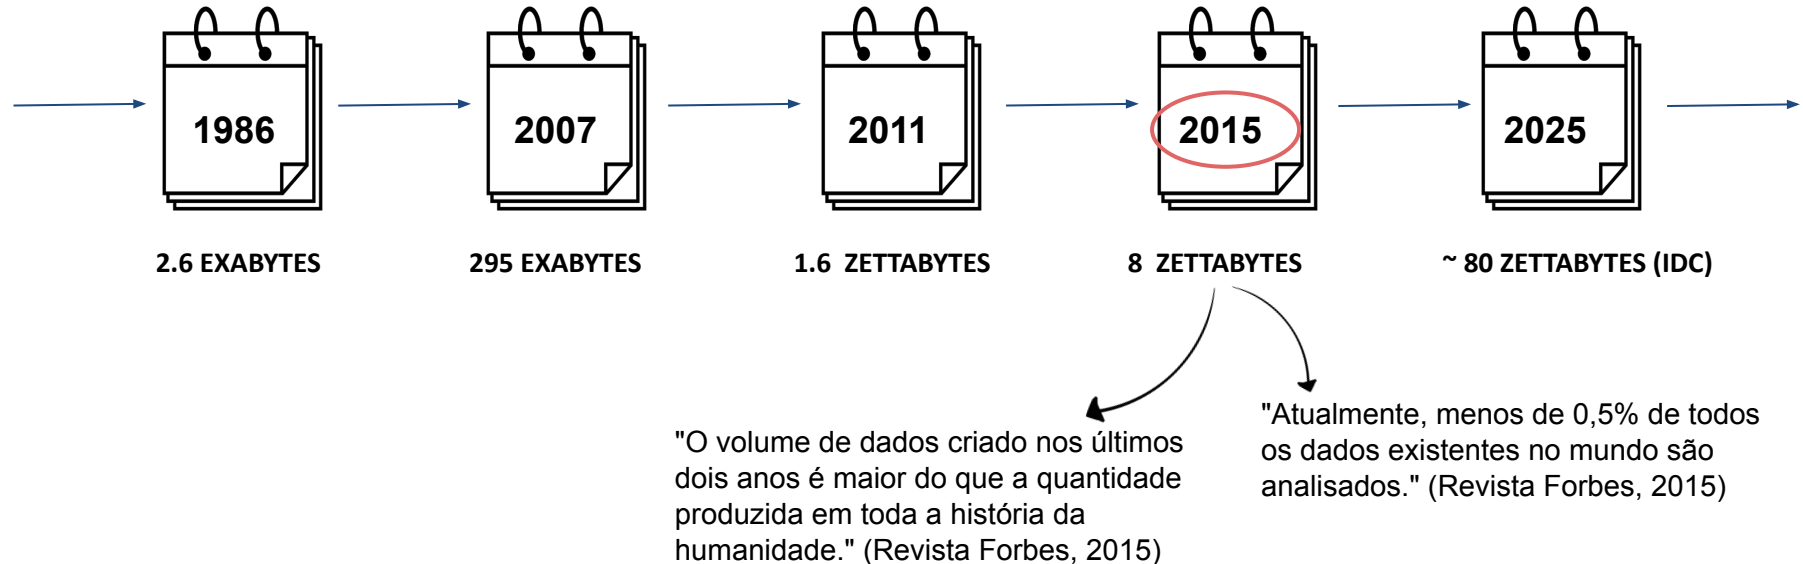 1986
2007
2011
2015
2025
2.6 EXABYTES
295 EXABYTES
1.6 ZETTABYTES
8 ZETTABYTES
~ 80 ZETTABYTES (IDC)
"O volume de dados criado nos últimos
dois anos é maior do que a quantidade
produzida em toda a história da
humanidade." (Revista Forbes, 2015)
"Atualmente, menos de 0,5% de todos
os dados existentes no mundo são
analisados." (Revista Forbes, 2015)